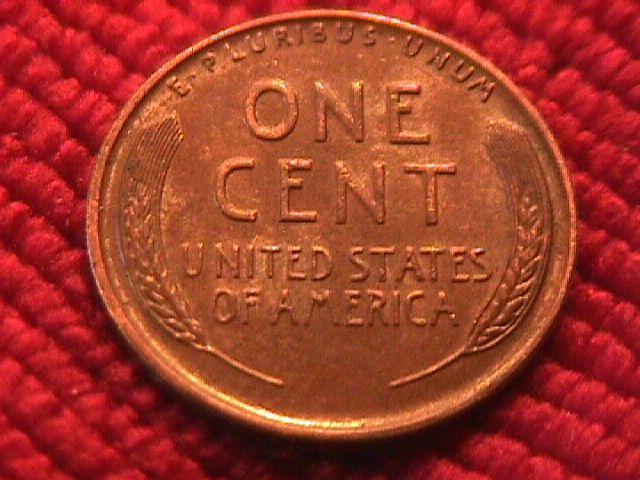 E·PLURIBUS·UNUM
ONE
CENT
UNITED STATES
OF AMERICA